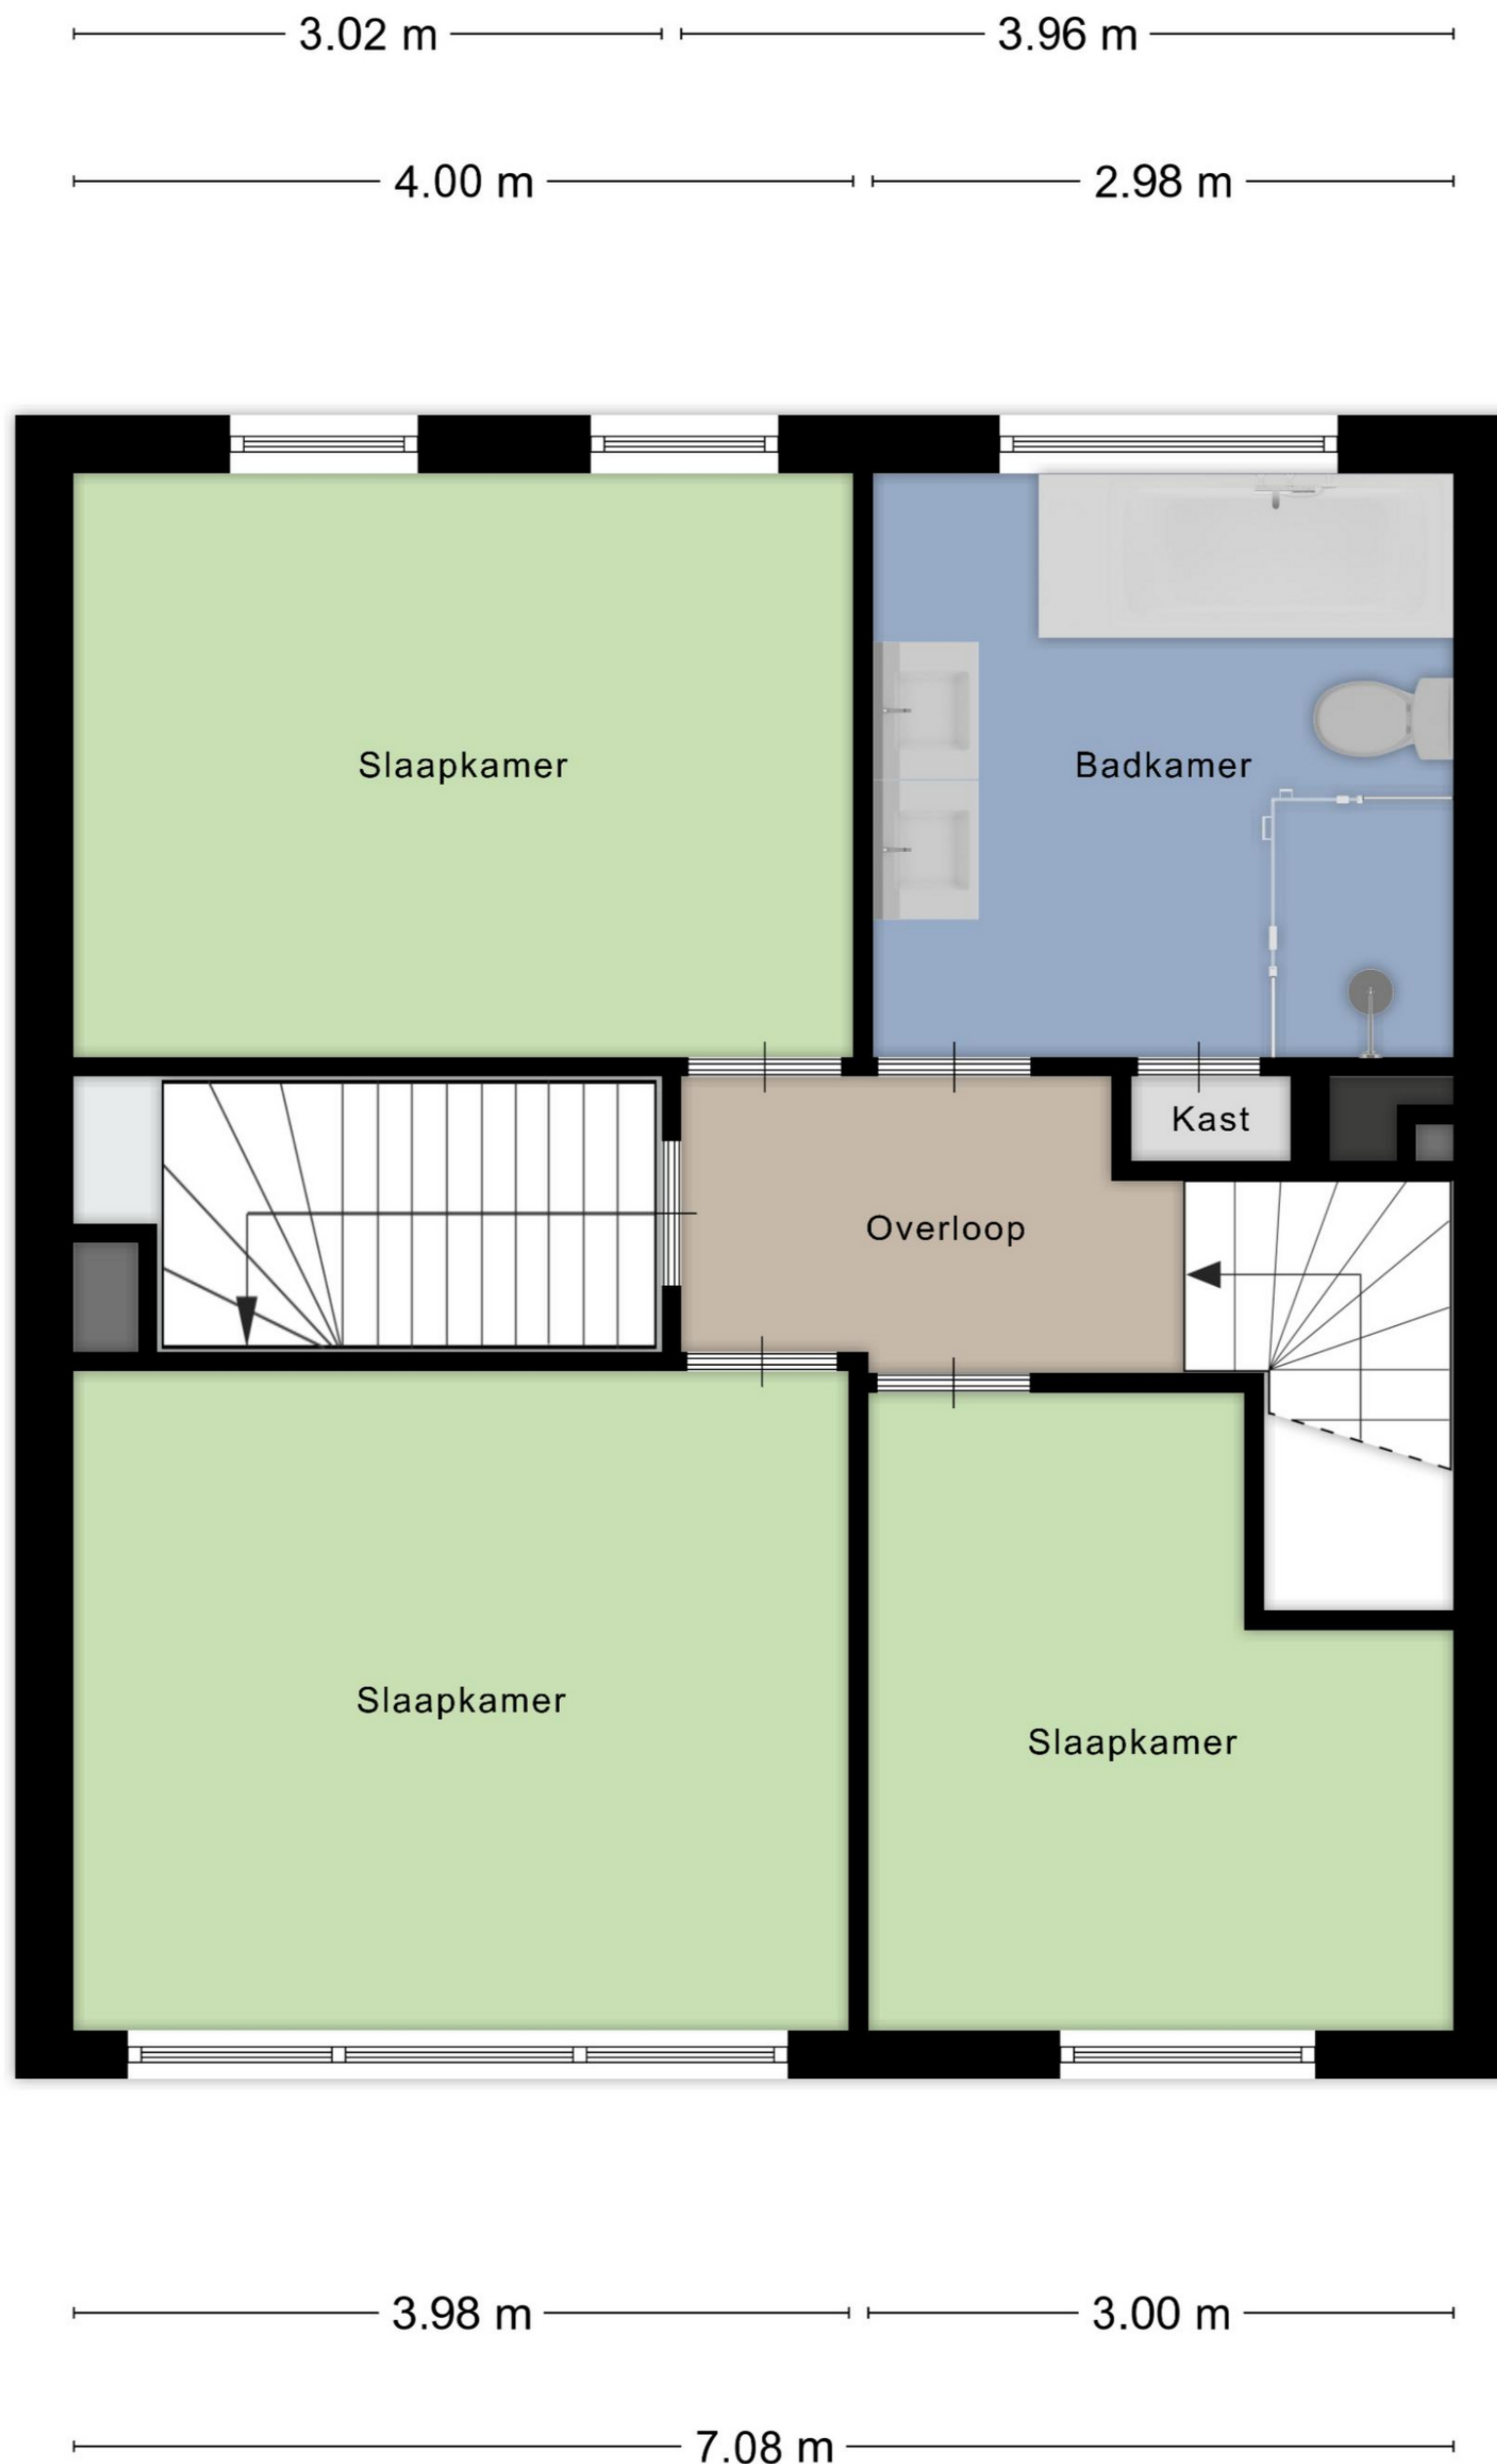 3.02 m 3.96 m
4.00 m 2.98 m
Slaapkamer Badkamer
Kast
Overloop
Slaapkamer
Slaapkamer
3.98 m 3.00 m
7.08 m